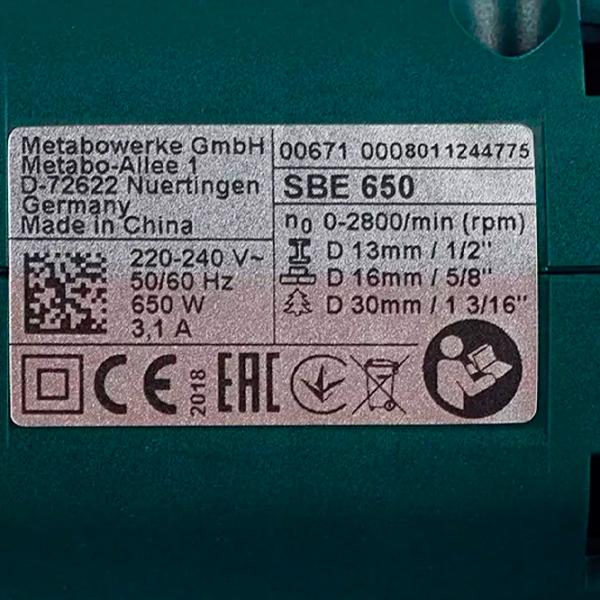 Metabowerke GmbH
Metabo-Allee 1
D-72622 Nuertingen
Germany
Made in China
220-240 V~
50/60 Hz
650 W
3,1 A
00671 0008011244775
SBE 650
n0 0-2800/min (rpm)
D 13mm / 1/2"
D 16mm / 5/8"
D 30mm / 1 3/16"
CE 2018 EAC